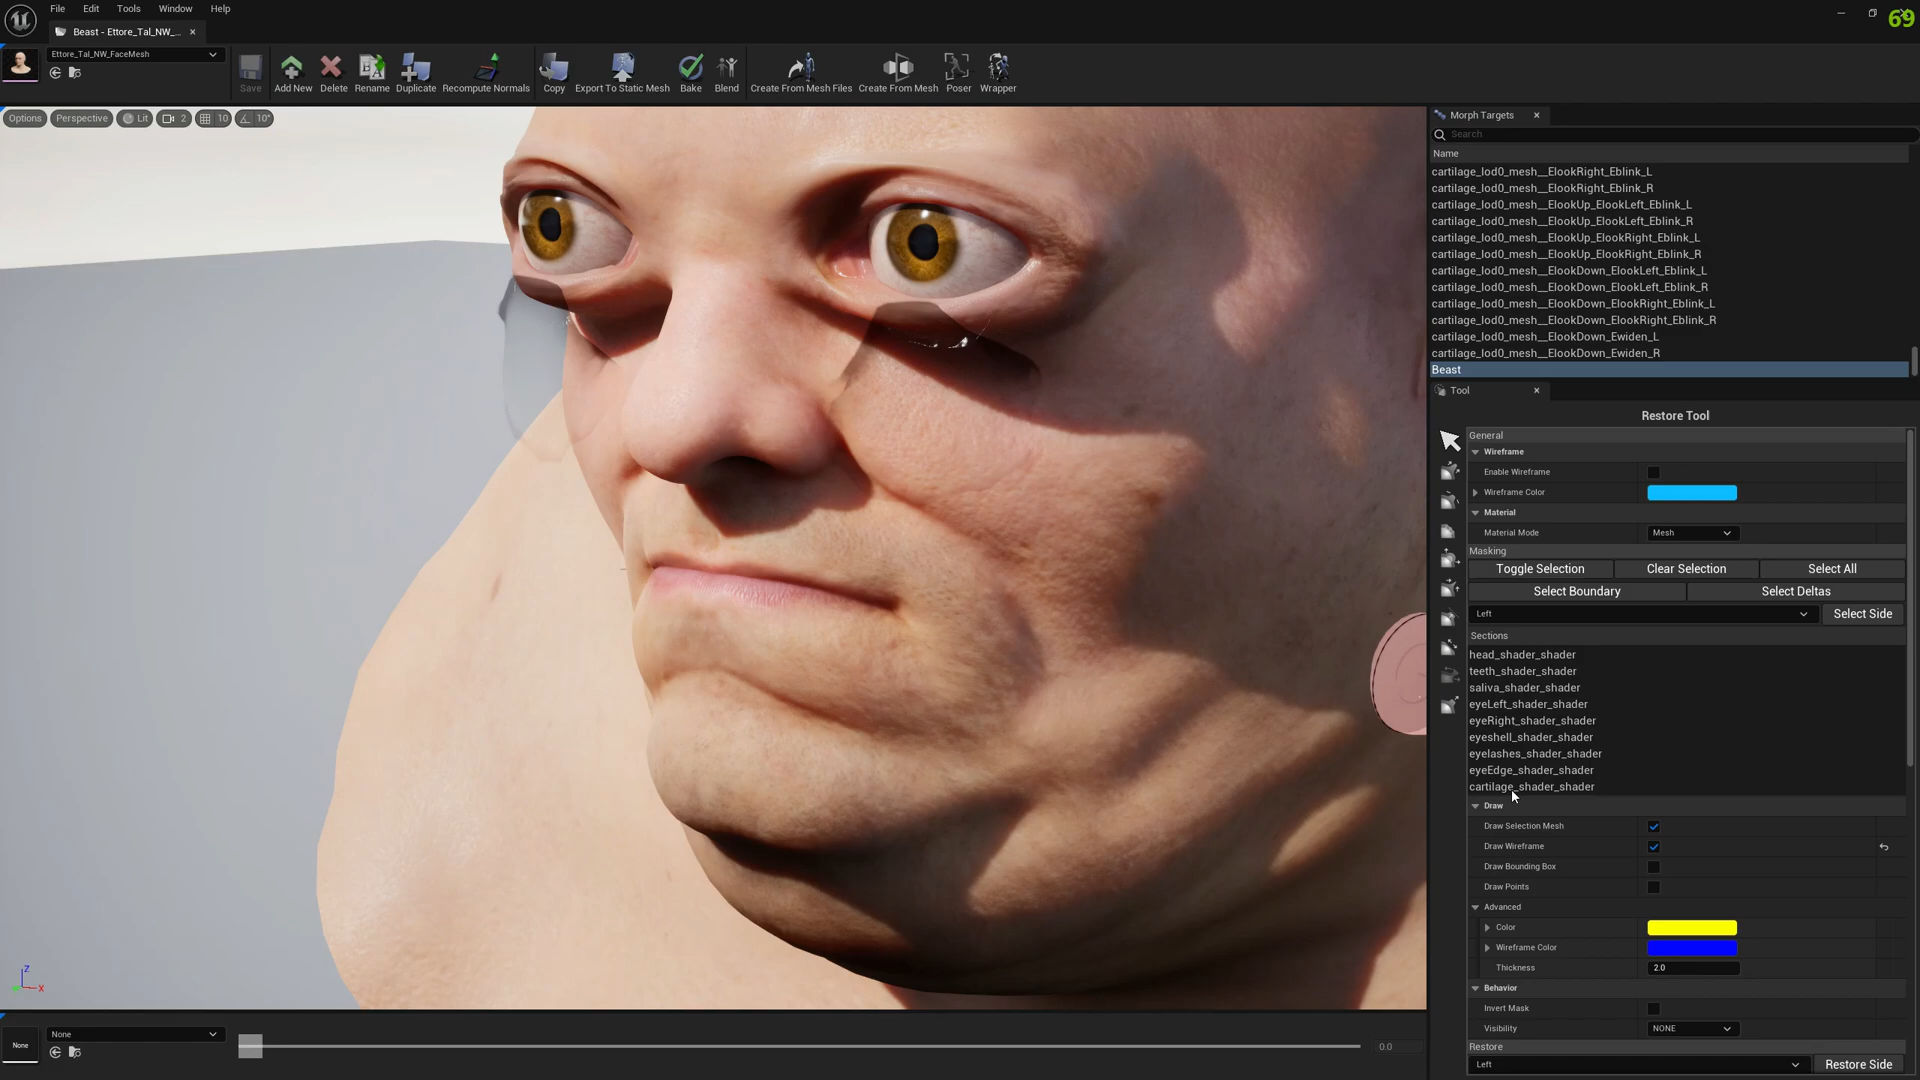 File Edit Tools Window Help
69
Beast - Ettore_Tal_NW_...
Ettore_Tal_NW_FaceMesh
Save Add New Delete Rename Duplicate Recompute Normals Copy Export To Static Mesh Bake Blend Create From Mesh Files Create From Mesh Poser Wrapper
Options Perspective Lit 2 10 10°
Morph Targets
Search
Name
cartilage_lod0_mesh__ElookRight_Eblink_L
cartilage_lod0_mesh__ElookRight_Eblink_R
cartilage_lod0_mesh__ElookUp_ElookLeft_Eblink_L
cartilage_lod0_mesh__ElookUp_ElookLeft_Eblink_R
cartilage_lod0_mesh__ElookUp_ElookRight_Eblink_L
cartilage_lod0_mesh__ElookUp_ElookRight_Eblink_R
cartilage_lod0_mesh__ElookDown_ElookLeft_Eblink_L
cartilage_lod0_mesh__ElookDown_ElookLeft_Eblink_R
cartilage_lod0_mesh__ElookDown_ElookRight_Eblink_L
cartilage_lod0_mesh__ElookDown_ElookRight_Eblink_R
cartilage_lod0_mesh__ElookDown_Ewiden_L
cartilage_lod0_mesh__ElookDown_Ewiden_R
Beast
Tool
Restore Tool
General
Wireframe
Enable Wireframe
Wireframe Color
Material
Material Mode Mesh
Masking
Toggle Selection Clear Selection Select All
Select Boundary Select Deltas
Left Select Side
Sections
head_shader_shader
teeth_shader_shader
saliva_shader_shader
eyeLeft_shader_shader
eyeRight_shader_shader
eyeshell_shader_shader
eyelashes_shader_shader
eyeEdge_shader_shader
cartilage_shader_shader
Draw
Draw Selection Mesh
Draw Wireframe
Draw Bounding Box
Draw Points
Advanced
Color
Wireframe Color
Thickness 2.0
Behavior
Invert Mask
Visibility NONE
Restore
Left Restore Side
Z
X
None
None
0.0